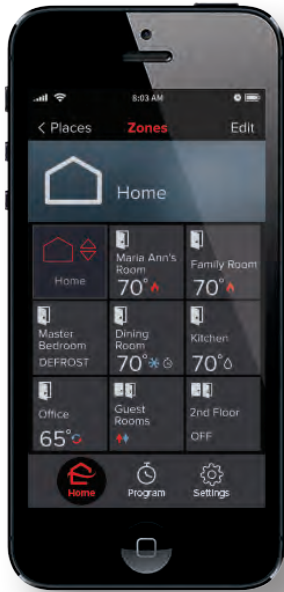 8:03 AM
< Places Zones Edit
Home
Home
Maria Ann's
Room
70°
Family Room
70°
Master
Bedroom
DEFROST
Dining
Room
70°
Kitchen
70°
Office
65°
Guest
Rooms
2nd Floor
OFF
Home Program Settings